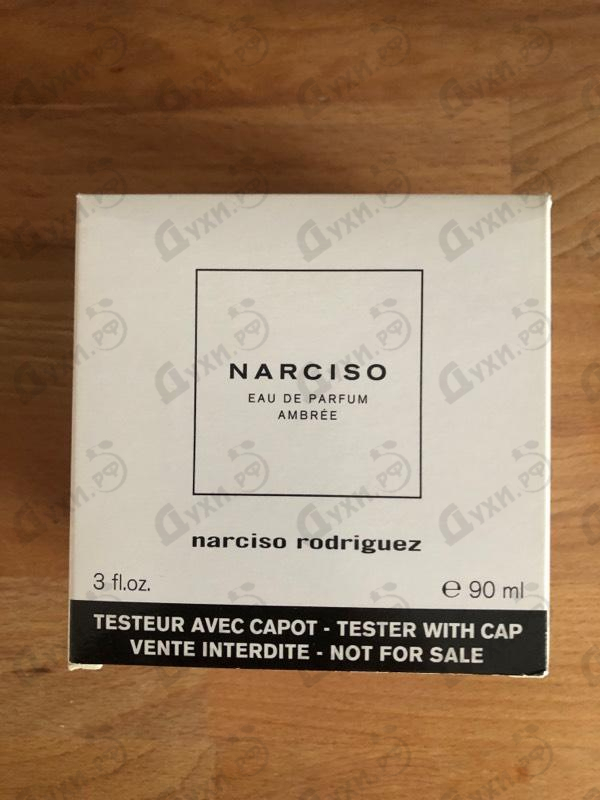 NARCISO
EAU DE PARFUM
AMBRÉE
narciso rodriguez
3 fl.oz.
℮ 90 ml
TESTEUR AVEC CAPOT - TESTER WITH CAP
VENTE INTERDITE - NOT FOR SALE
Духи.рф